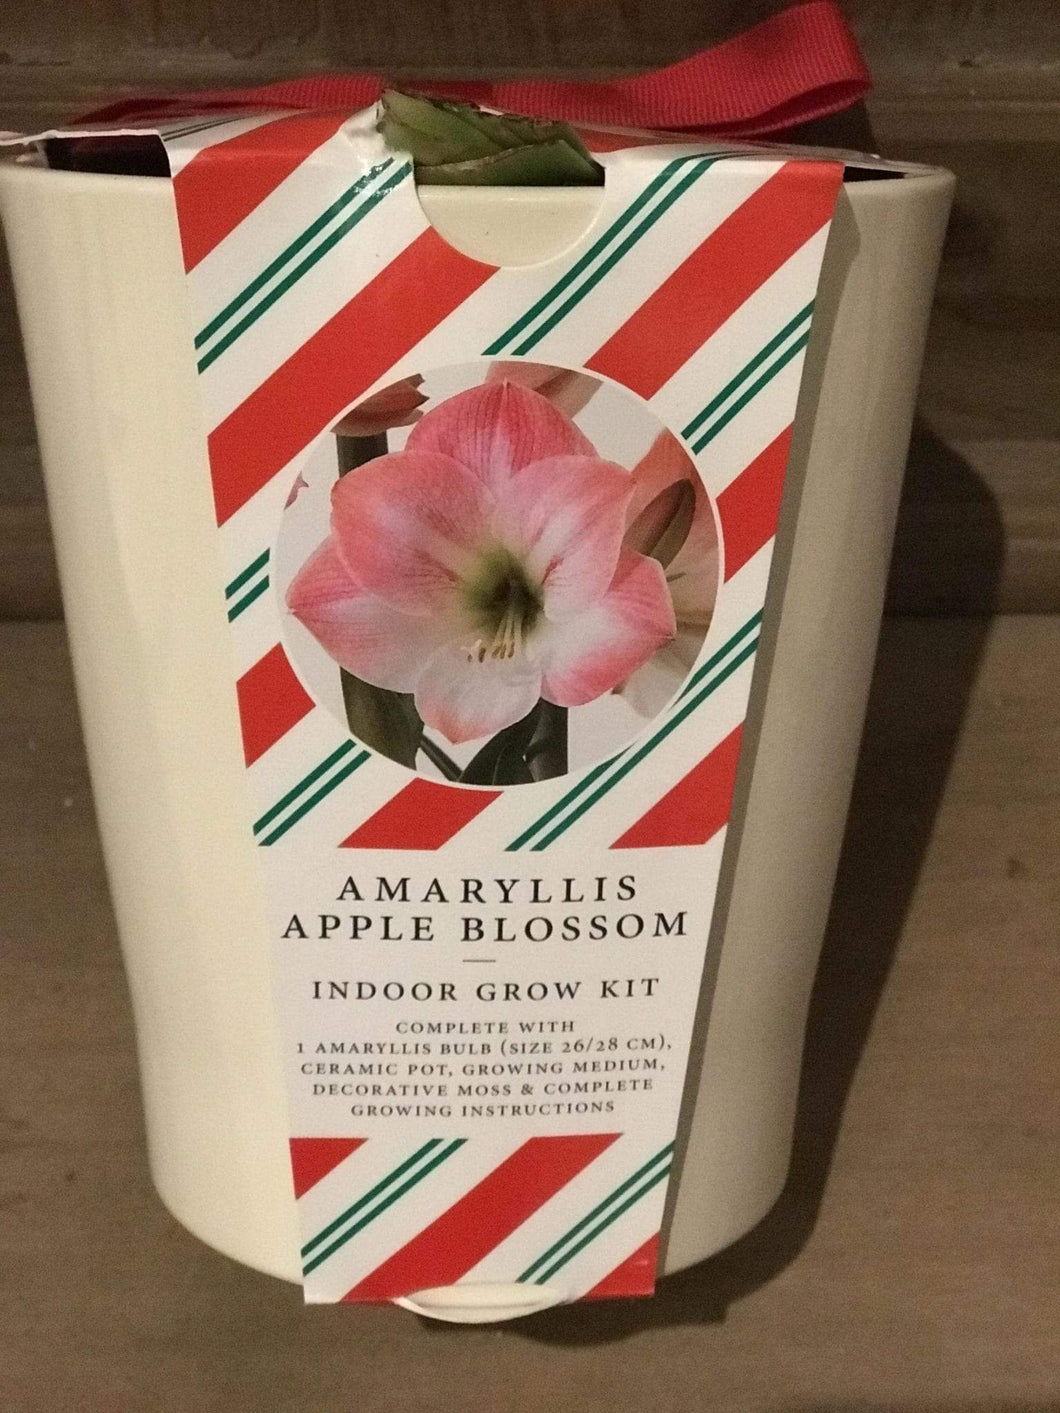 AMARYLLIS
APPLE BLOSSOM
INDOOR GROW KIT
COMPLETE WITH
1 AMARYLLIS BULB (SIZE 26/28 CM),
CERAMIC POT, GROWING MEDIUM,
DECORATIVE MOSS & COMPLETE
GROWING INSTRUCTIONS